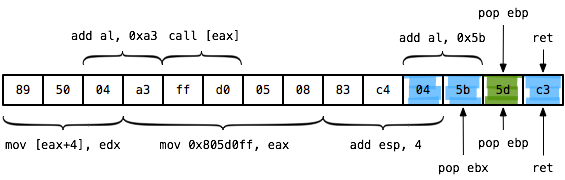 pop ebp
add al, 0xa3 call [eax] add al, 0x5b ret
89 50 04 a3 ff d0 05 08 83 c4 04 5b 5d c3
mov [eax+4], edx mov 0x805d0ff, eax add esp, 4 pop ebp
pop ebx ret